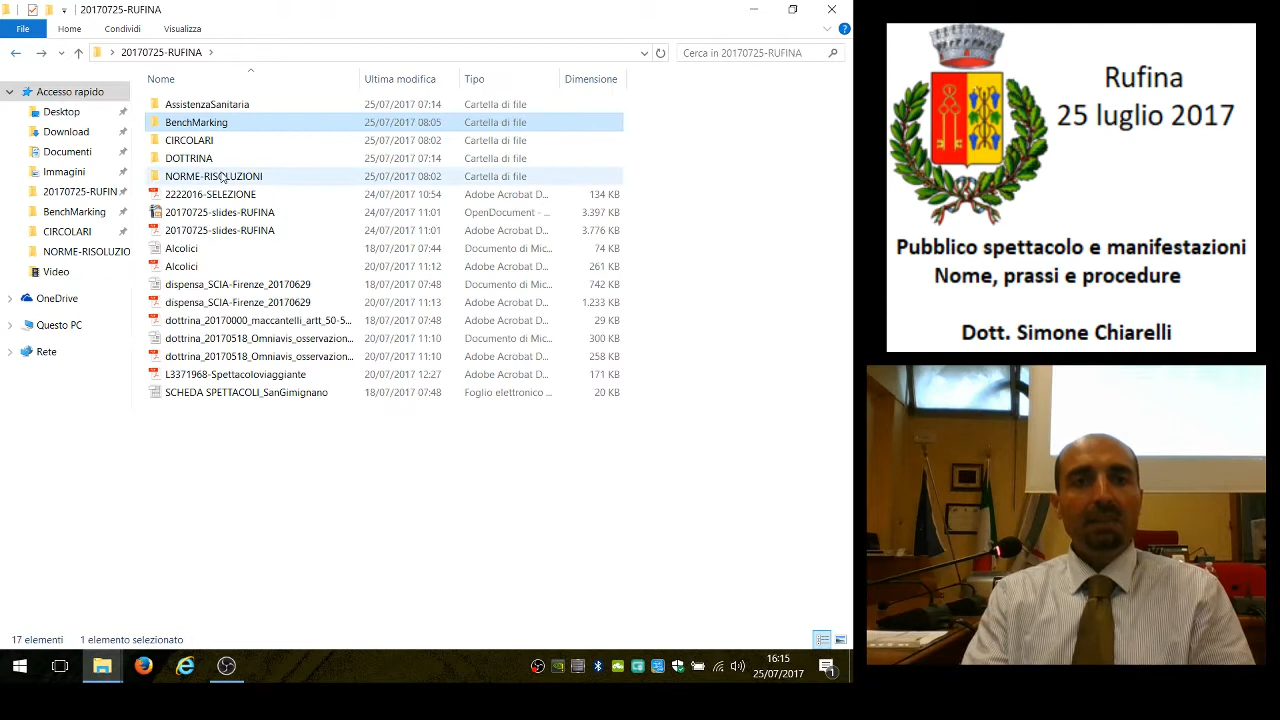 20170725-RUFINA
File Home Condividi Visualizza
20170725-RUFINA
Cerca in 20170725-RUFINA
Nome Ultima modifica Tipo Dimensione
Accesso rapido
Desktop
Download
Documenti
Immagini
20170725-RUFIN
BenchMarking
CIRCOLARI
NORME-RISOLUZIO
Video
OneDrive
Questo PC
Rete
AssistenzaSanitaria 25/07/2017 07:14 Cartella di file
BenchMarking 25/07/2017 08:05 Cartella di file
CIRCOLARI 25/07/2017 08:02 Cartella di file
DOTTRINA 25/07/2017 07:14 Cartella di file
NORME-RISOLUZIONI 25/07/2017 08:02 Cartella di file
2222016-SELEZIONE 24/07/2017 10:54 Adobe Acrobat D... 134 KB
20170725-slides-RUFINA 24/07/2017 11:01 OpenDocument - ... 3.397 KB
20170725-slides-RUFINA 24/07/2017 11:01 Adobe Acrobat D... 3.776 KB
Alcolici 18/07/2017 07:44 Documento di Mic... 74 KB
Alcolici 20/07/2017 11:12 Adobe Acrobat D... 261 KB
dispensa_SCIA-Firenze_20170629 18/07/2017 07:48 Documento di Mic... 742 KB
dispensa_SCIA-Firenze_20170629 20/07/2017 11:13 Adobe Acrobat D... 1.233 KB
dottrina_20170000_maccantelli_artt_50-5... 18/07/2017 07:48 Adobe Acrobat D... 29 KB
dottrina_20170518_Omniavis_osservazion... 20/07/2017 11:10 Documento di Mic... 300 KB
dottrina_20170518_Omniavis_osservazion... 20/07/2017 11:10 Adobe Acrobat D... 258 KB
L3371968-Spettacoloviaggiante 20/07/2017 12:27 Adobe Acrobat D... 171 KB
SCHEDA SPETTACOLI_SanGimignano 18/07/2017 07:48 Foglio elettronico ... 20 KB
17 elementi 1 elemento selezionato
16:15
25/07/2017
1
Rufina
25 luglio 2017
Pubblico spettacolo e manifestazioni
Nome, prassi e procedure
Dott. Simone Chiarelli